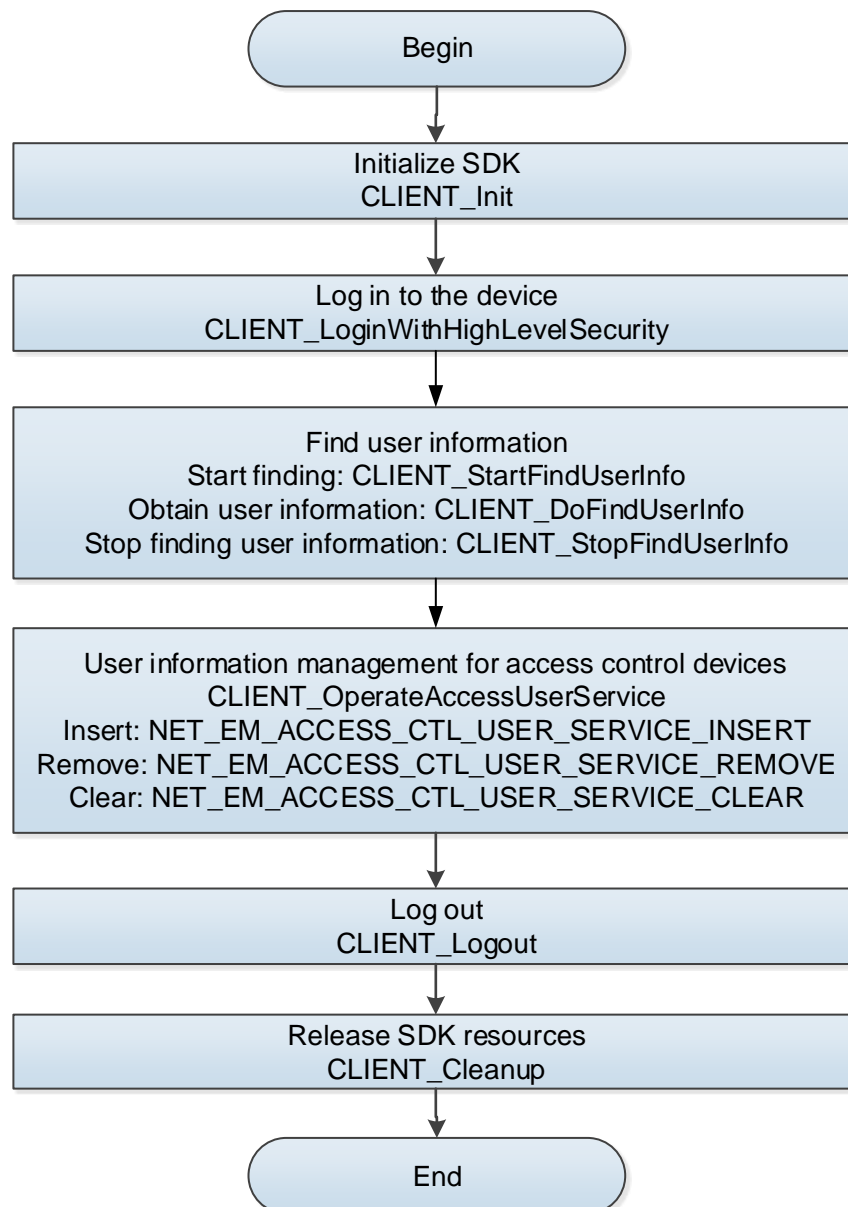 Begin
Initialize SDK
CLIENT_Init
Log in to the device
CLIENT_LoginWithHighLevelSecurity
Find user information
Start finding: CLIENT_StartFindUserInfo
Obtain user information: CLIENT_DoFindUserInfo
Stop finding user information: CLIENT_StopFindUserInfo
User information management for access control devices
CLIENT_OperateAccessUserService
Insert: NET_EM_ACCESS_CTL_USER_SERVICE_INSERT
Remove: NET_EM_ACCESS_CTL_USER_SERVICE_REMOVE
Clear: NET_EM_ACCESS_CTL_USER_SERVICE_CLEAR
Log out
CLIENT_Logout
Release SDK resources
CLIENT_Cleanup
End